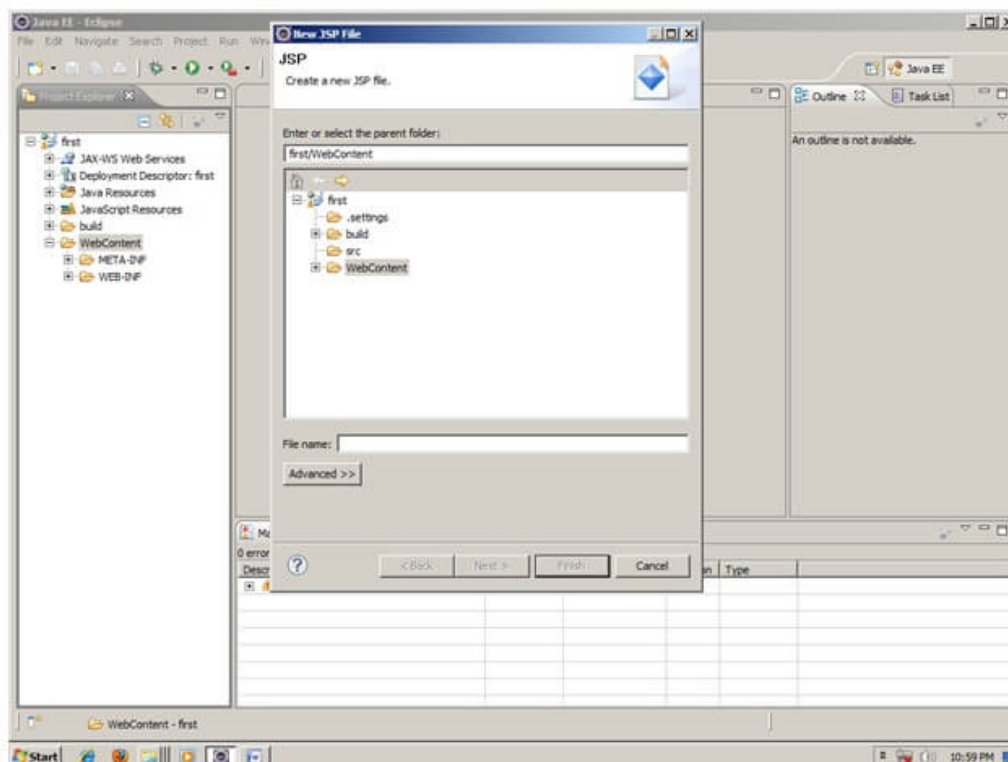 Java EE - Eclipse
File Edit Navigate Search Project Run
Java EE
Project Explorer
first
JAX-WS Web Services
Deployment Descriptor: first
Java Resources
JavaScript Resources
build
WebContent
META-INF
WEB-INF
New JSP File
JSP
Create a new JSP file.
Enter or select the parent folder:
first/WebContent
first
.settings
build
src
WebContent
File name:
Advanced >>
< Back Next > Finish Cancel
Outline Task List
An outline is not available.
0 error
Type
WebContent - first
Start 10:59 PM